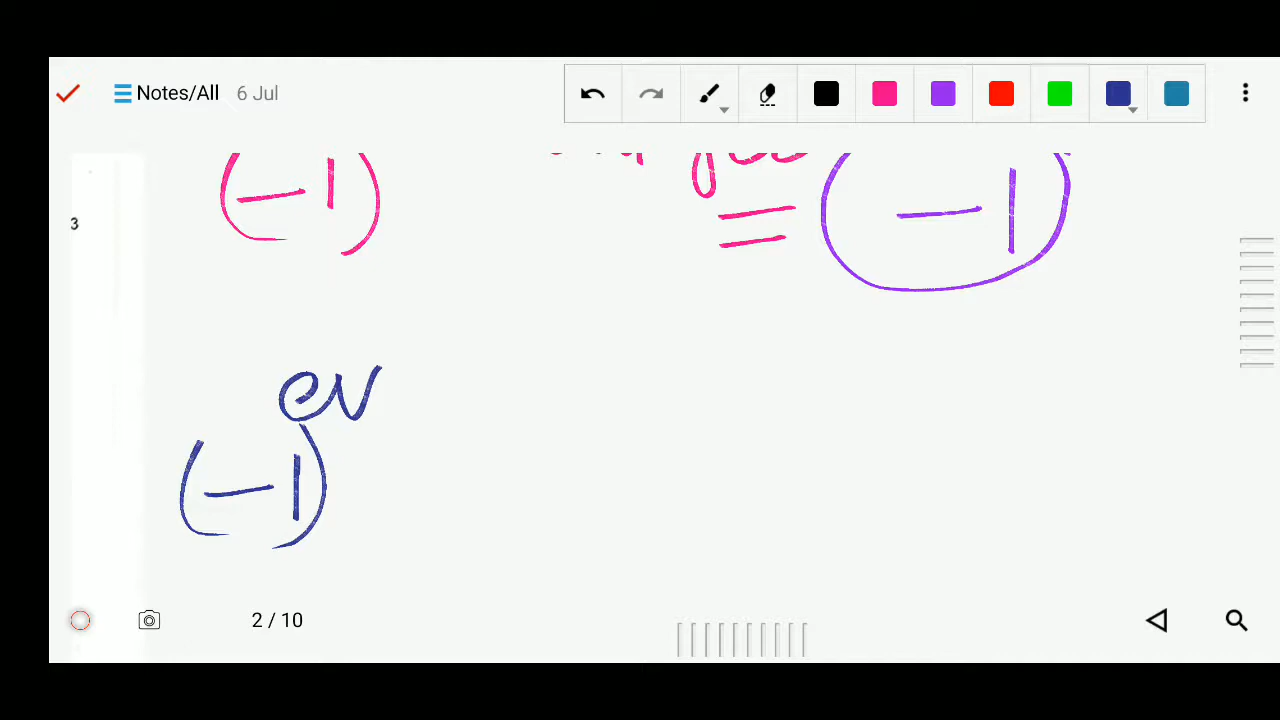 Notes/All 6 Jul
3
(-1)
= (-1)
(-1)^ev
2 / 10